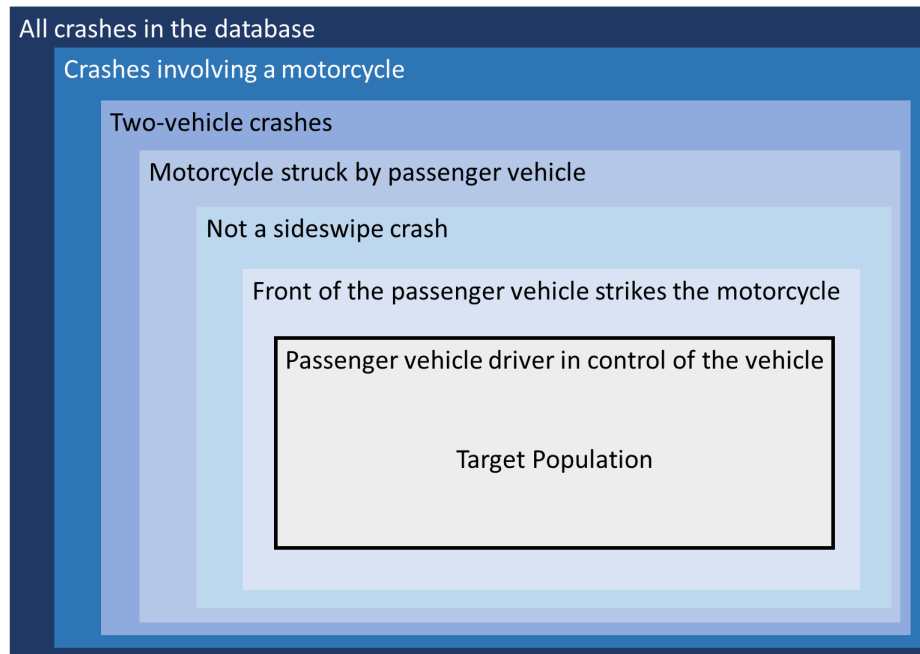 All crashes in the database
Crashes involving a motorcycle
Two-vehicle crashes
Motorcycle struck by passenger vehicle
Not a sideswipe crash
Front of the passenger vehicle strikes the motorcycle
Passenger vehicle driver in control of the vehicle
Target Population